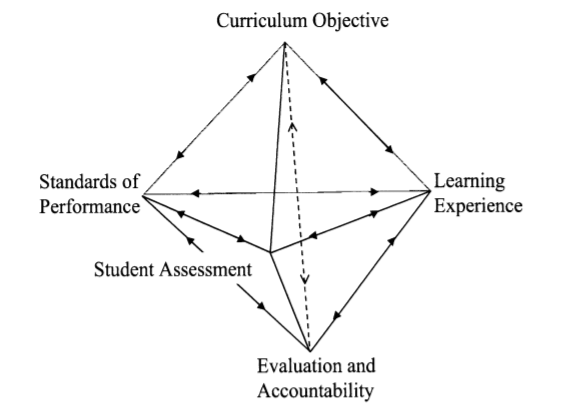 Curriculum Objective
Standards of
Performance
Learning
Experience
Student Assessment
Evaluation and
Accountability